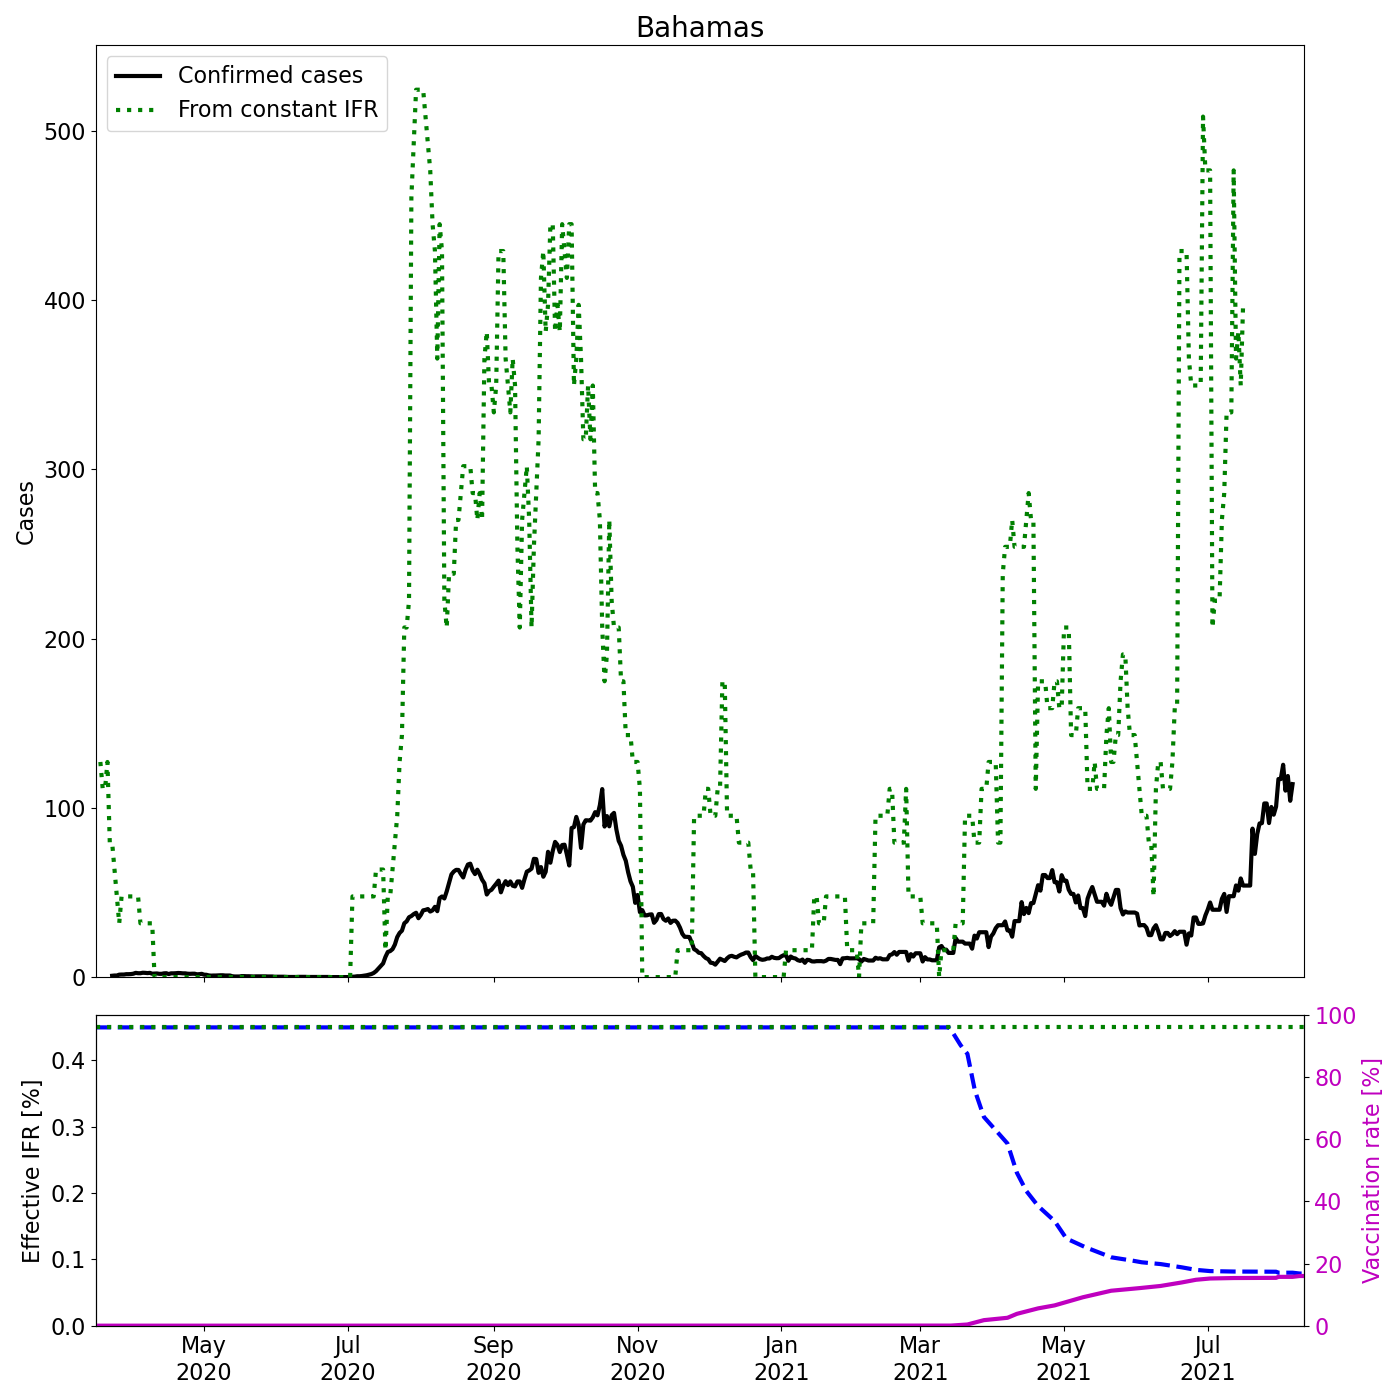 Bahamas
Confirmed cases
From constant IFR
500
400
300
200
100
0
Cases
0.4
0.3
0.2
0.1
0.0
Effective IFR [%]
100
80
60
40
20
0
Vaccination rate [%]
May Jul Sep Nov Jan Mar May Jul
2020 2020 2020 2020 2021 2021 2021 2021